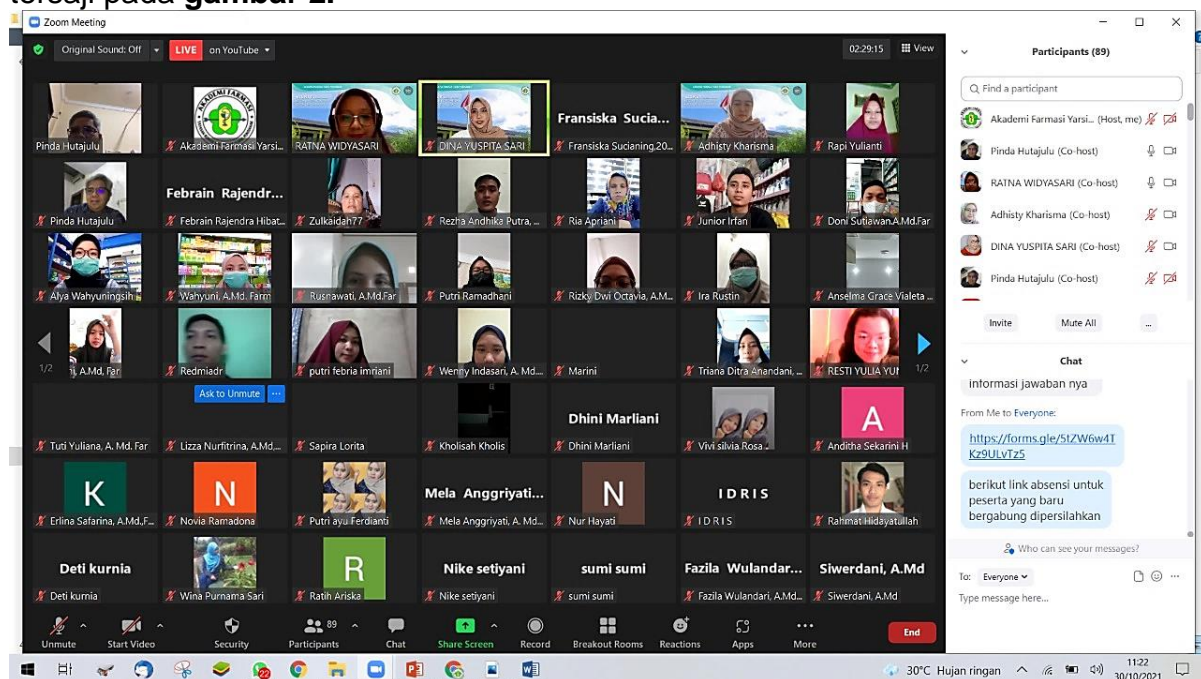 tersaji pada gambar 2.
Zoom Meeting
Original Sound: Off
LIVE on YouTube
02:29:15
View
Pinda Hutajulu
AKADEMI FARMASI
Akademi Farmasi Yarsi...
RATNA WIDYASARI
DINA YUSPITA SARI
Fransiska Sucia...
Fransiska Sucianing.20...
Adhisty Kharisma
Rapi Yulianti
Pinda Hutajulu
Febrain Rajendr...
Febrain Rajendra Hibat...
Zulkaidah77
Rezha Andhika Putra, ...
Ria Apriani
Junior Irfan
Doni Sutiawan.A.Md.Far
Alya Wahyuningsih
Wahyuni, A.Md. Farm
Rusnawati, A.Md.Far
Putri Ramadhani
Rizky Dwi Octavia, A.M...
Ira Rustin
Anselma Grace Vialeta ...
1/2
i, A.Md, Far
Redmiadr
putri febria imriani
Wenny Indasari, A. Md....
Marini
Triana Ditra Anandani, ...
RESTI YULIA YUN
1/2
Tuti Yuliana, A. Md. Far
Ask to Unmute
...
Lizza Nurfitrina, A.Md,...
Sapira Lorita
Kholisah Kholis
Dhini Marliani
Dhini Marliani
Vivi silvia Rosa
A
Anditha Sekarini H
K
Erlina Safarina, A.Md.,F...
N
Novia Ramadona
Putri ayu Ferdianti
Mela Anggriyati...
Mela Anggriyati, A. Md...
N
Nur Hayati
I D R I S
I D R I S
Rahmat Hidayatullah
Deti kurnia
Deti kurnia
Wina Purnama Sari
R
Ratih Ariska
Nike setiyani
Nike setiyani
sumi sumi
sumi sumi
Fazila Wulandar...
Fazila Wulandari, A.Md...
Siwerdani, A.Md
Siwerdani, A.Md
Unmute
Start Video
Security
89
Participants
Chat
Share Screen
Record
Breakout Rooms
Reactions
Apps
More
End
Participants (89)
Find a participant
Akademi Farmasi Yarsi... (Host, me)
Pinda Hutajulu (Co-host)
RATNA WIDYASARI (Co-host)
Adhisty Kharisma (Co-host)
DINA YUSPITA SARI (Co-host)
Pinda Hutajulu (Co-host)
Invite
Mute All
...
Chat
informasi jawaban nya
From Me to Everyone:
https://forms.gle/5fZW6w4T
Kz9ULvTz5
berikut link absensi untuk
peserta yang baru
bergabung dipersilahkan
Who can see your messages?
To: Everyone
Type message here...
22
30°C Hujan ringan
11:22
30/10/2021